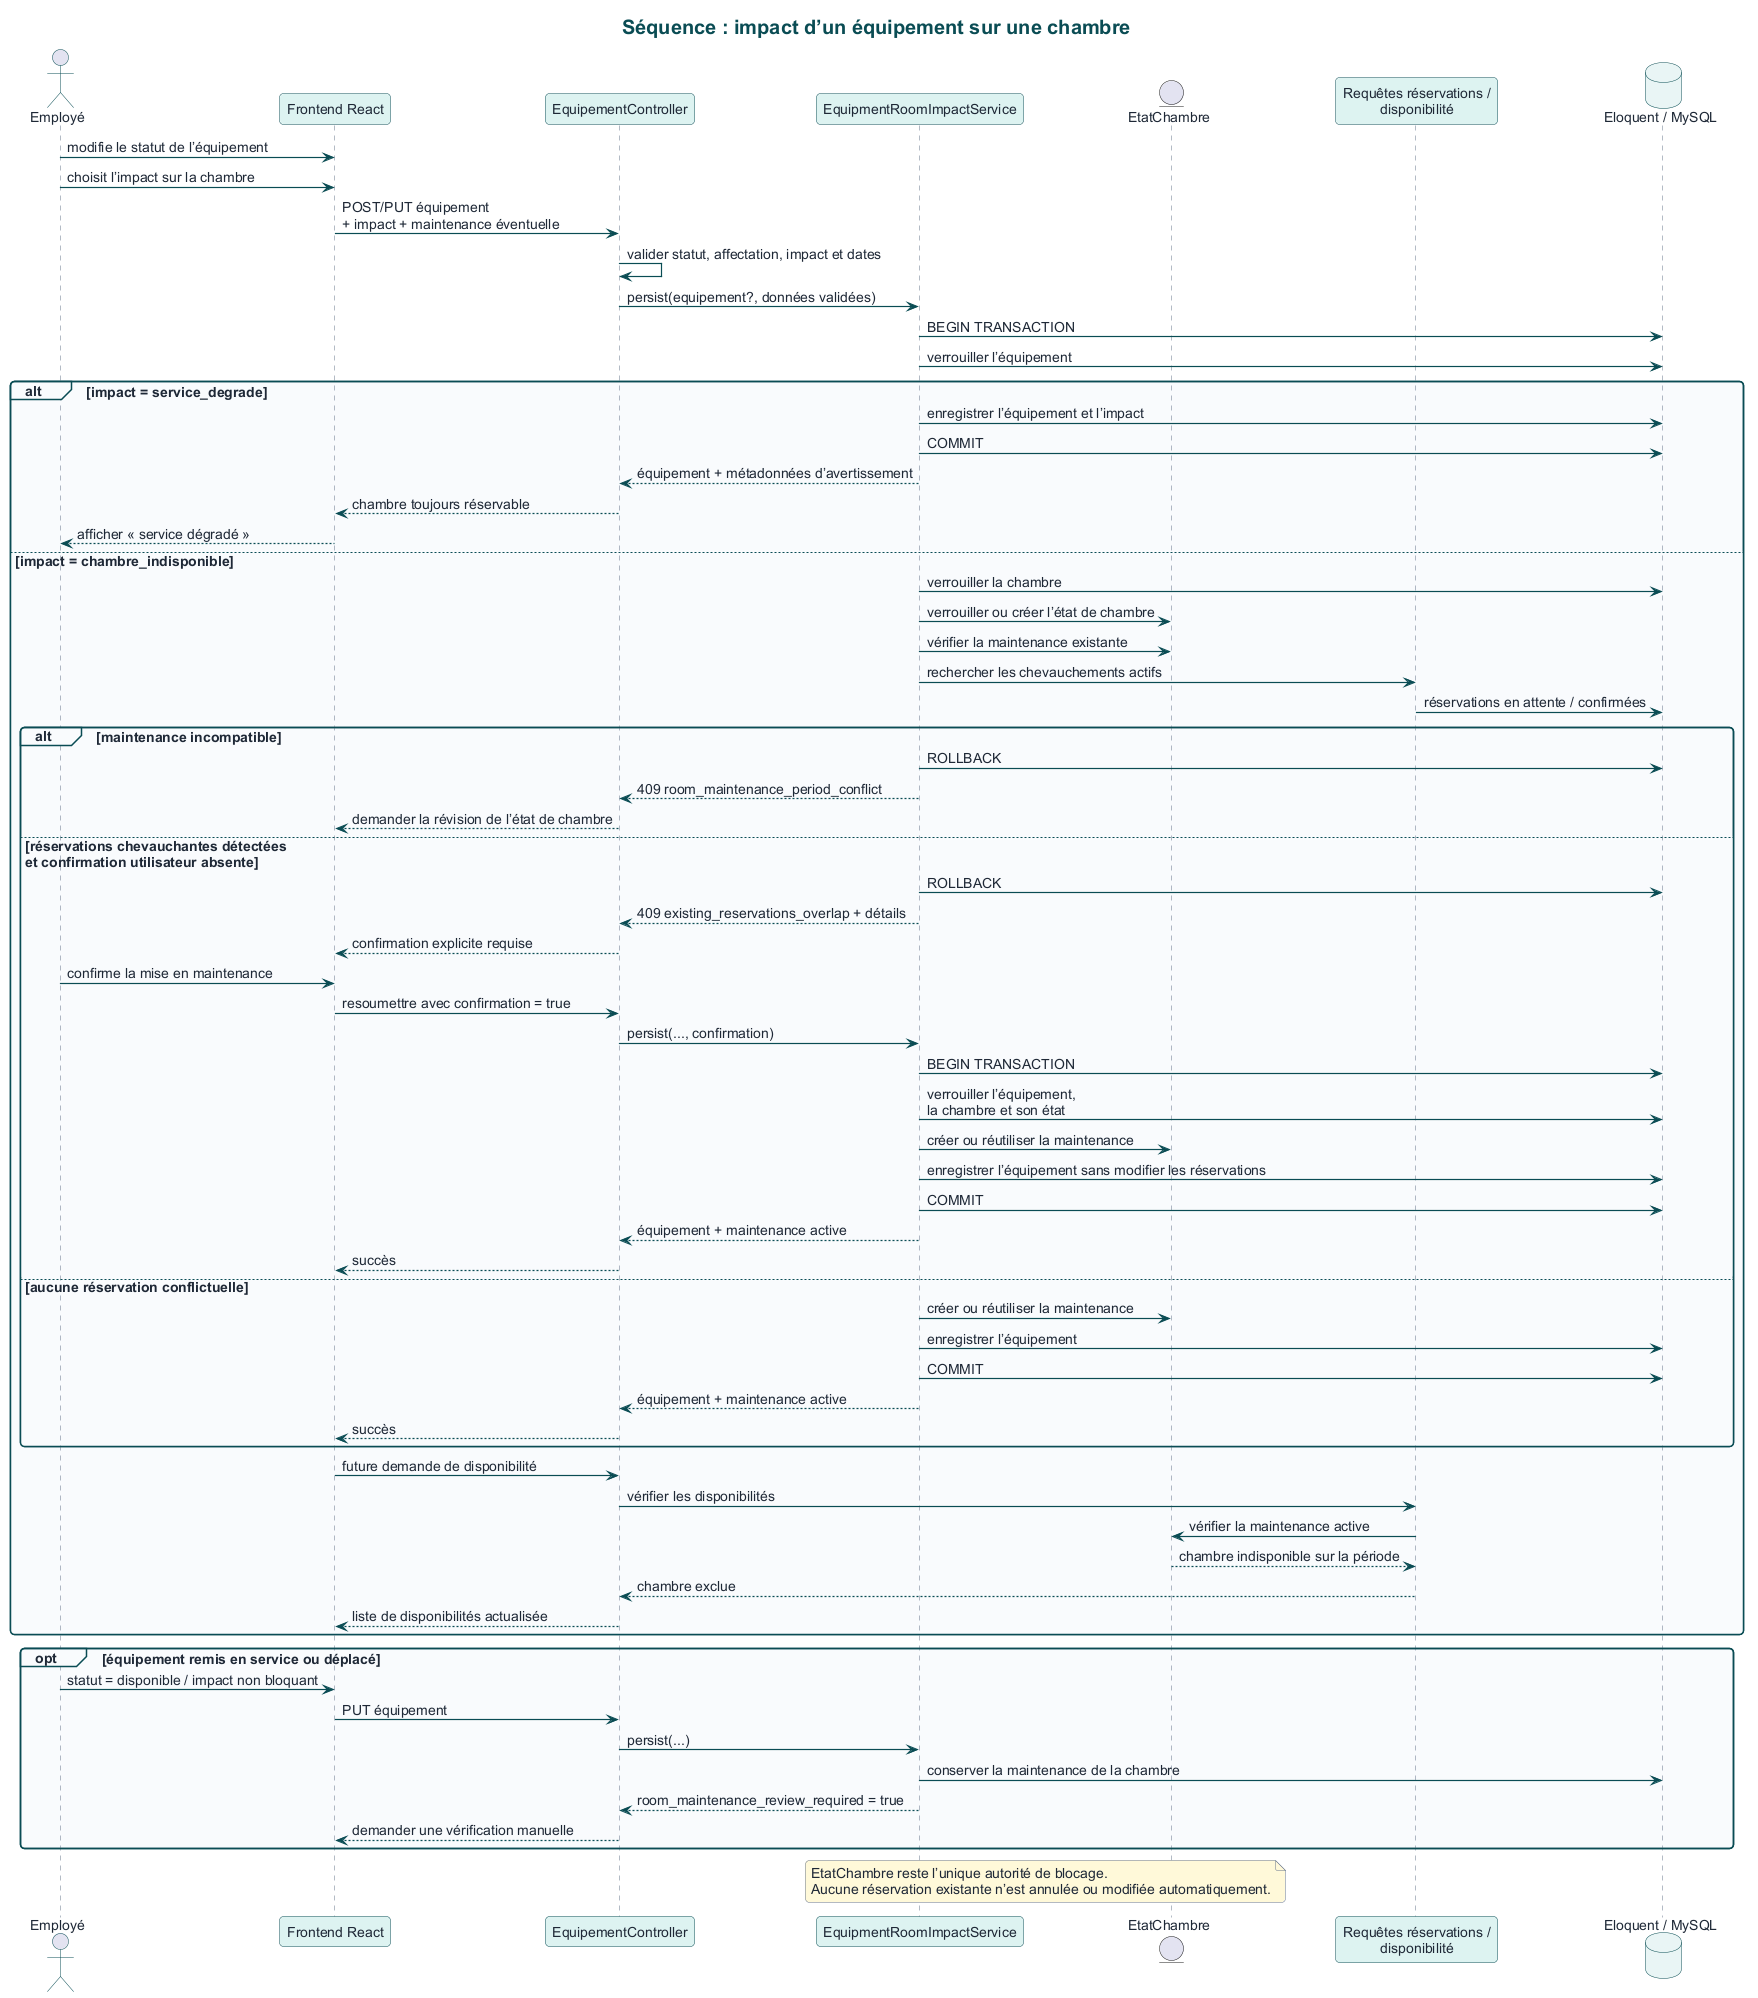 Séquence : impact d’un équipement sur une chambre
Employé
Frontend React
EquipementController
EquipmentRoomImpactService
EtatChambre
Requêtes réservations /
disponibilité
Eloquent / MySQL
modifie le statut de l’équipement
choisit l’impact sur la chambre
POST/PUT équipement
+ impact + maintenance éventuelle
valider statut, affectation, impact et dates
persist(equipement?, données validées)
BEGIN TRANSACTION
verrouiller l’équipement
alt [impact = service_degrade]
enregistrer l’équipement et l’impact
COMMIT
équipement + métadonnées d’avertissement
chambre toujours réservable
afficher « service dégradé »
[impact = chambre_indisponible]
verrouiller la chambre
verrouiller ou créer l’état de chambre
vérifier la maintenance existante
rechercher les chevauchements actifs
réservations en attente / confirmées
alt [maintenance incompatible]
ROLLBACK
409 room_maintenance_period_conflict
demander la révision de l’état de chambre
[réservations chevauchantes détectées
et confirmation utilisateur absente]
ROLLBACK
409 existing_reservations_overlap + détails
confirmation explicite requise
confirme la mise en maintenance
resoumettre avec confirmation = true
persist(..., confirmation)
BEGIN TRANSACTION
verrouiller l’équipement,
la chambre et son état
créer ou réutiliser la maintenance
enregistrer l’équipement sans modifier les réservations
COMMIT
équipement + maintenance active
succès
[aucune réservation conflictuelle]
créer ou réutiliser la maintenance
enregistrer l’équipement
COMMIT
équipement + maintenance active
succès
future demande de disponibilité
vérifier les disponibilités
vérifier la maintenance active
chambre indisponible sur la période
chambre exclue
liste de disponibilités actualisée
opt [équipement remis en service ou déplacé]
statut = disponible / impact non bloquant
PUT équipement
persist(...)
conserver la maintenance de la chambre
room_maintenance_review_required = true
demander une vérification manuelle
EtatChambre reste l’unique autorité de blocage.
Aucune réservation existante n’est annulée ou modifiée automatiquement.
Employé
Frontend React
EquipementController
EquipmentRoomImpactService
EtatChambre
Requêtes réservations /
disponibilité
Eloquent / MySQL